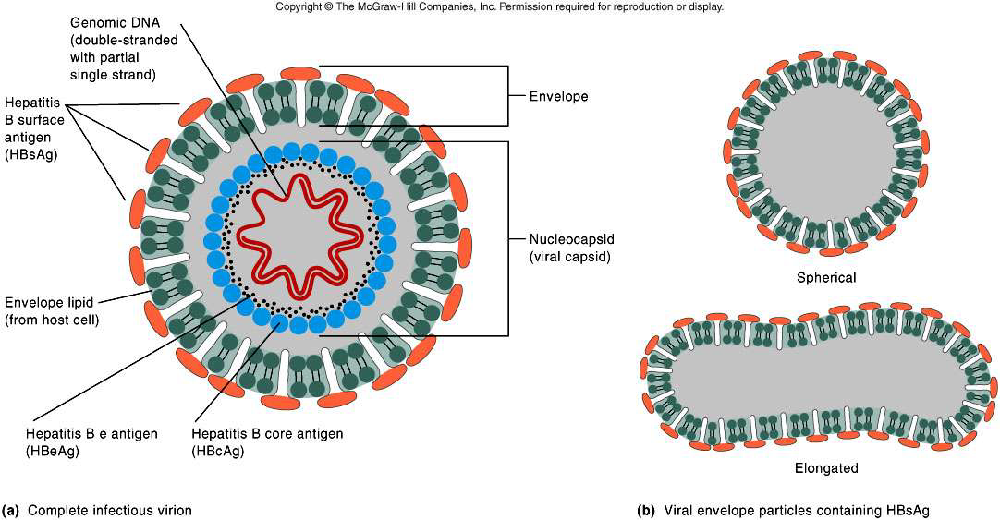 Copyright © The McGraw-Hill Companies, Inc. Permission required for reproduction or display.
Genomic DNA
(double-stranded
with partial
single strand)
Hepatitis
B surface
antigen
(HBsAg)
Envelope
Nucleocapsid
(viral capsid)
Envelope lipid
(from host cell)
Hepatitis B e antigen
(HBeAg)
Hepatitis B core antigen
(HBcAg)
(a) Complete infectious virion
Spherical
Elongated
(b) Viral envelope particles containing HBsAg